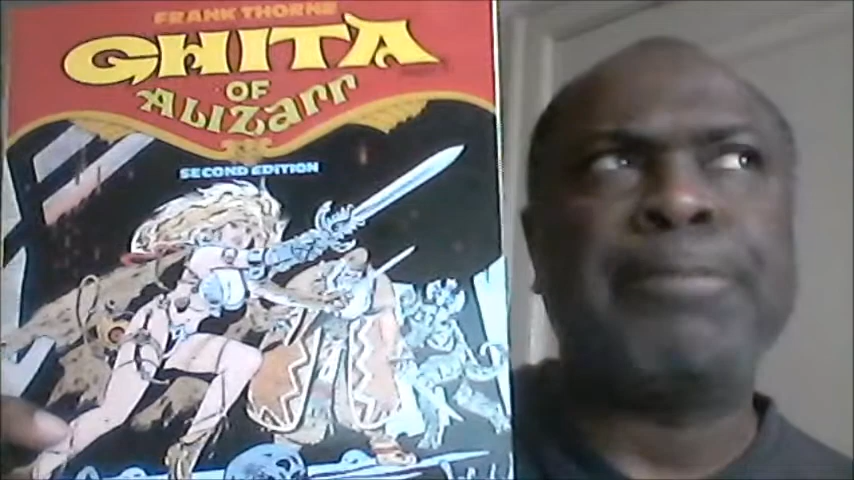 FRANK THORNE
GHITA
OF
ALIZARR
SECOND EDITION